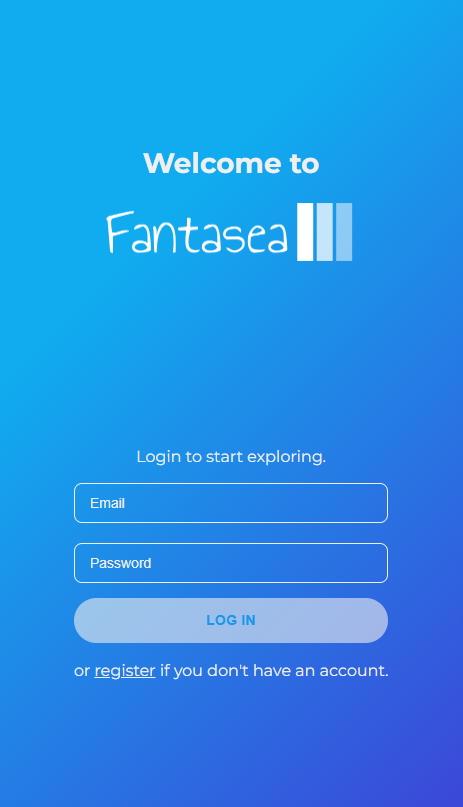 Welcome to
Fantasea
Login to start exploring.
Email
Password
LOG IN
or register if you don't have an account.